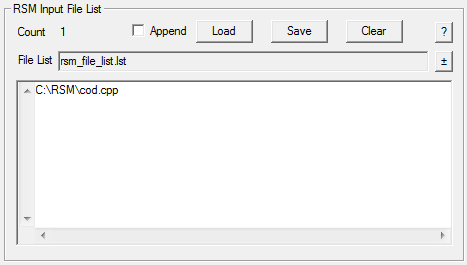 RSM Input File List
Count 1 Append Load Save Clear ?
File List rsm_file_list.lst ±
C:\RSM\cod.cpp